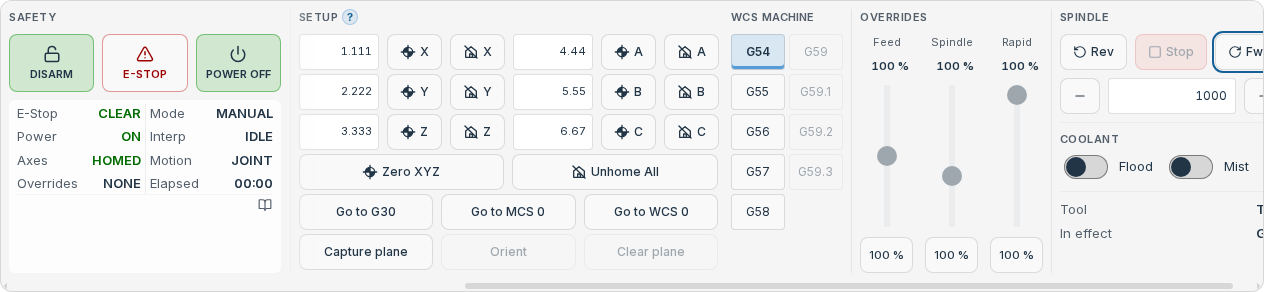 SAFETY
DISARM
E-STOP
POWER OFF
E-Stop CLEAR Mode MANUAL
Power ON Interp IDLE
Axes HOMED Motion JOINT
Overrides NONE Elapsed 00:00
SETUP ?
1.111 X X 4.44 A A
2.222 Y Y 5.55 B B
3.333 Z Z 6.67 C C
Zero XYZ Unhome All
Go to G30 Go to MCS 0 Go to WCS 0
Capture plane Orient Clear plane
WCS MACHINE
G54 G59
G55 G59.1
G56 G59.2
G57 G59.3
G58
OVERRIDES
Feed Spindle Rapid
100 % 100 % 100 %
100 % 100 % 100 %
SPINDLE
Rev Stop Fw
1000
COOLANT
Flood Mist
Tool T
In effect